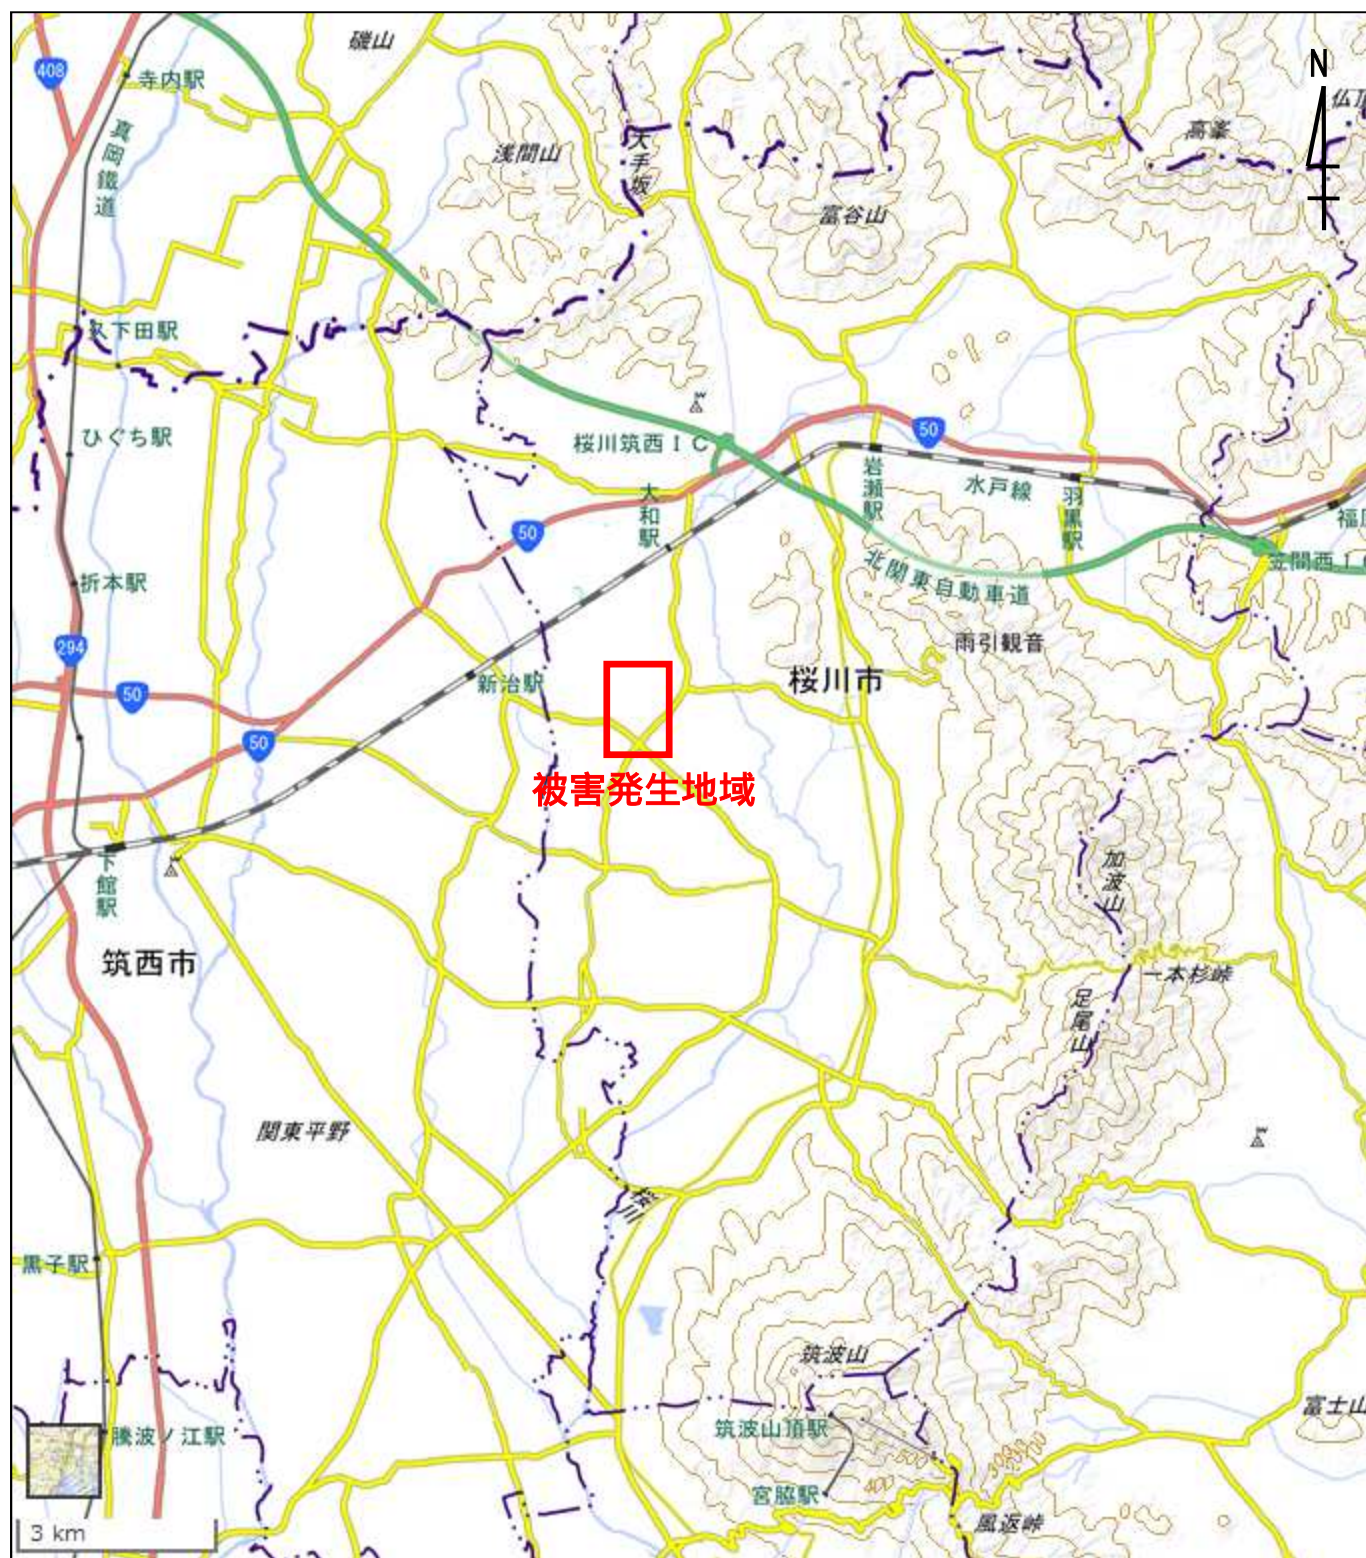 磯山
408
寺内駅
N
真岡鐵道
浅間山
大手坂
高峯
富谷山
久下田駅
ひぐち駅
桜川筑西IC
50
岩瀬駅
水戸線
羽黒駅
大和駅
50
北関東自動車道
笠間西I
折本駅
294
雨引観音
50
新治駅
桜川市
50
被害発生地域
下館駅
加波山
筑西市
一本杉峠
足尾山
関東平野
桜川
黒子駅
筑波山
富士山
筑波山頂駅
騰波ノ江駅
400
宮脇駅
風返峠
3 km